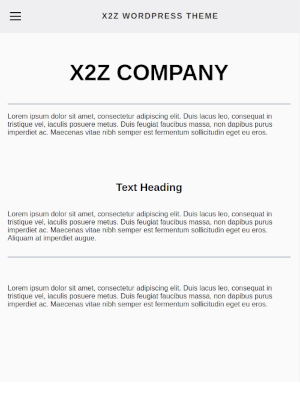 X2Z WORDPRESS THEME
X2Z COMPANY
Lorem ipsum dolor sit amet, consectetur adipiscing elit. Duis lacus leo, consequat in
tristique vel, iaculis posuere metus. Duis feugiat faucibus massa, non dapibus purus
imperdiet ac. Maecenas vitae nibh semper est fermentum sollicitudin eget eu eros.
Text Heading
Lorem ipsum dolor sit amet, consectetur adipiscing elit. Duis lacus leo, consequat in
tristique vel, iaculis posuere metus. Duis feugiat faucibus massa, non dapibus purus
imperdiet ac. Maecenas vitae nibh semper est fermentum sollicitudin eget eu eros.
Aliquam at imperdiet augue.
Lorem ipsum dolor sit amet, consectetur adipiscing elit. Duis lacus leo, consequat in
tristique vel, iaculis posuere metus. Duis feugiat faucibus massa, non dapibus purus
imperdiet ac. Maecenas vitae nibh semper est fermentum sollicitudin eget eu eros.